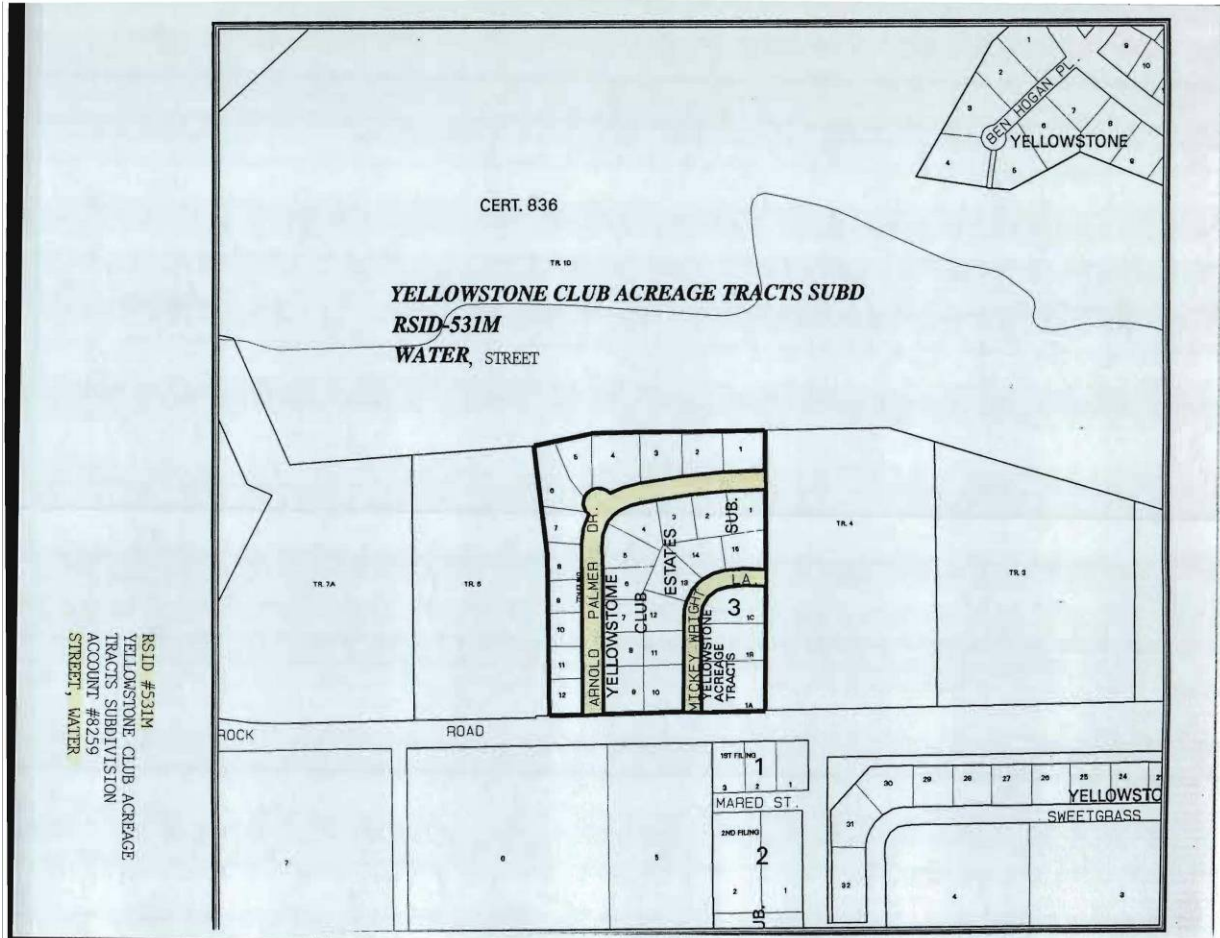 1
2
3
4
5
6
7
8
9
9
10
BEN HOGAN PL.
YELLOWSTONE
CERT. 836
TR. 10
YELLOWSTONE CLUB ACREAGE TRACTS SUBD
RSID-531M
WATER, STREET
5
4
3
2
1
6
7
8
9
10
11
12
ARNOLD PALMER DR.
4
2
1
5
6
7
9
9
10
11
12
13
14
15
YELLOWSTOME
CLUB
ESTATES
SUB.
MICKEY WRIGHT LA.
3
YELLOWSTONE
ACREAGE
TRACTS
1C
1R
1A
TR. 7A
TR. 4
TR. 3
ROCK ROAD
7
6
5
1ST FILING
1
3
2
1
MARED ST.
2ND FILING
2
2
1
UB.
30
29
28
27
26
25
24
31
32
YELLOWSTO
SWEETGRASS
4
3
RSID #531M
YELLOWSTONE CLUB ACREAGE
TRACTS SUBDIVISION
ACCOUNT #8259
STREET, WATER